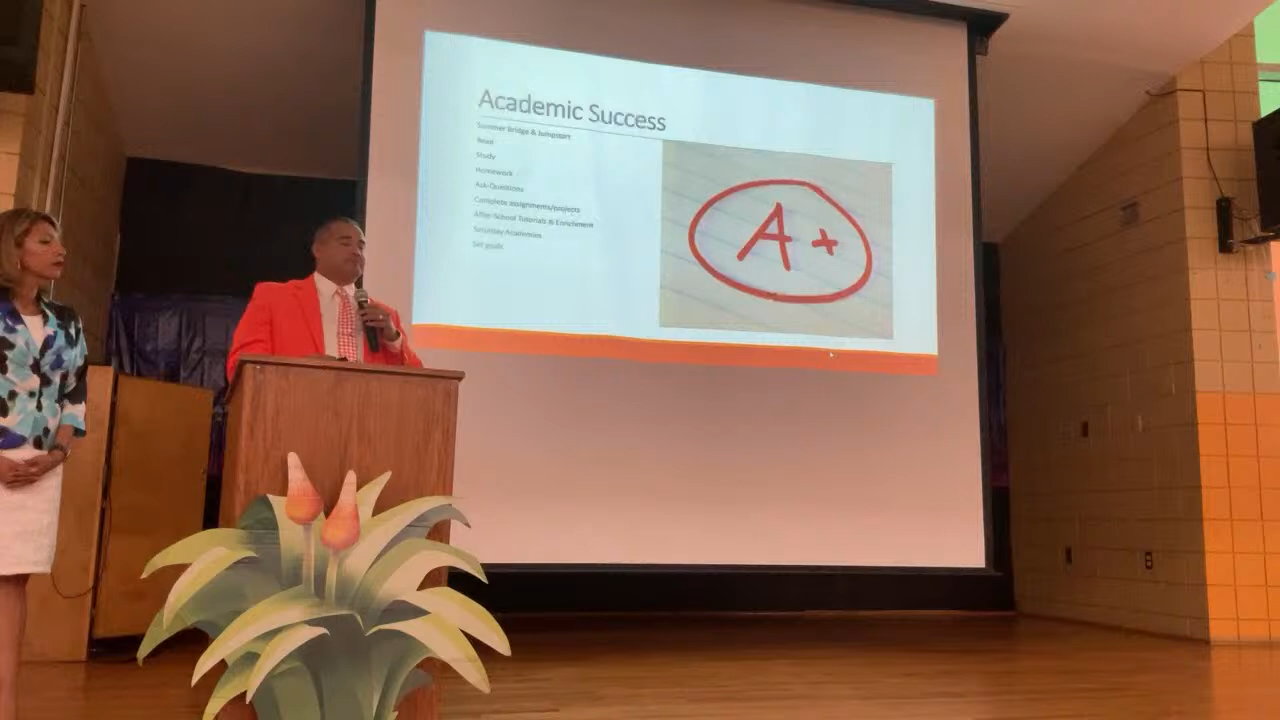 Academic Success
Summer Bridge & Jumpstart
Read
Study
Homework
Ask Questions
Complete assignments/projects
After-School Tutorials & Enrichment
Saturday Academies
Set goals
A+